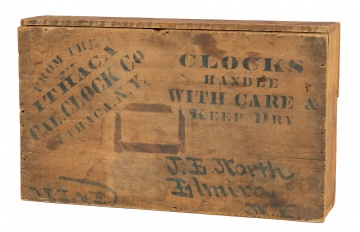 FROM THE
ITHACA
CAL. CLOCK CO
ITHACA. N.Y.
CLOCKS
HANDLE
WITH CARE &
KEEP DRY
J. E. North
Elmira
N.Y.